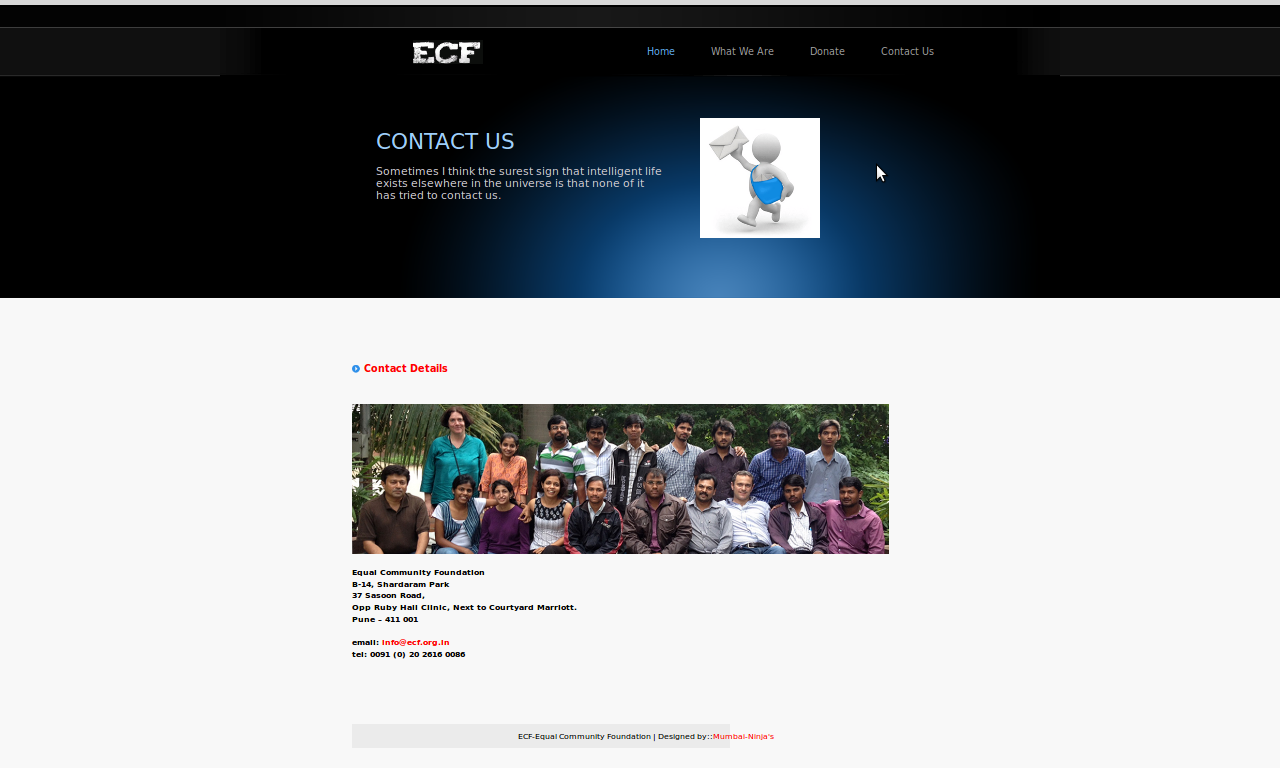 ECF
Home What We Are Donate Contact Us
CONTACT US
Sometimes I think the surest sign that intelligent life
exists elsewhere in the universe is that none of it
has tried to contact us.
Contact Details
Equal Community Foundation
B-14, Shardaram Park
37 Sasoon Road,
Opp Ruby Hall Clinic, Next to Courtyard Marriott.
Pune – 411 001
email: info@ecf.org.in
tel: 0091 (0) 20 2616 0086
ECF-Equal Community Foundation | Designed by::Mumbai-Ninja's